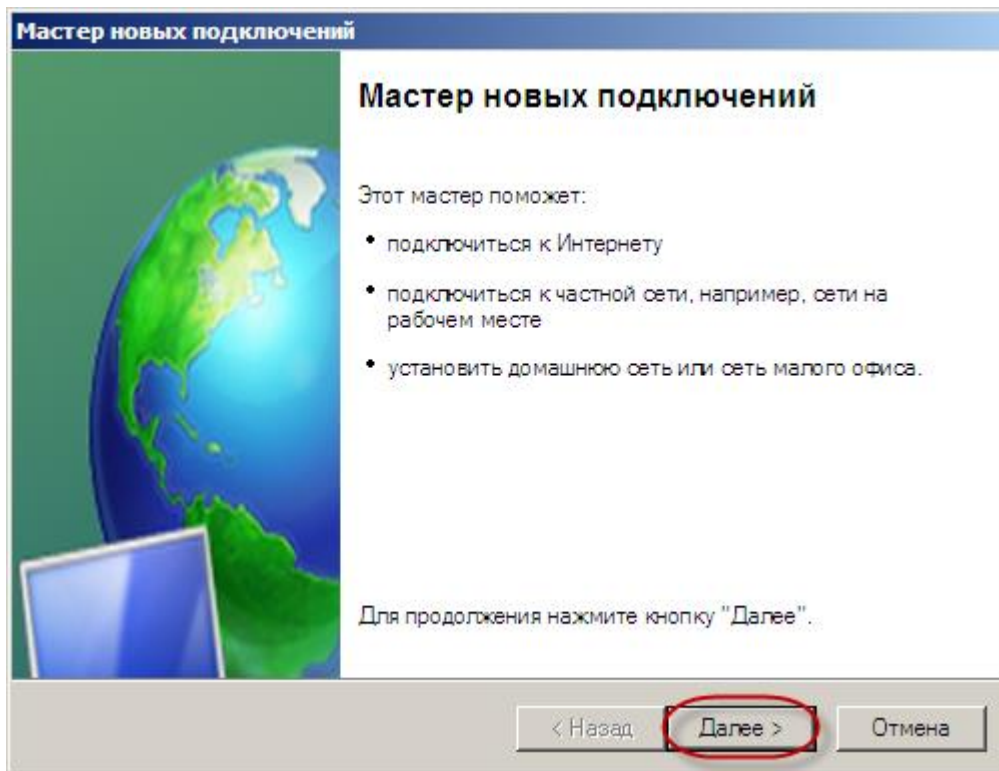 Мастер новых подключений
Мастер новых подключений
Этот мастер поможет:
• подключиться к Интернету
• подключиться к частной сети, например, сети на
рабочем месте
• установить домашнюю сеть или сеть малого офиса.
Для продолжения нажмите кнопку "Далее".
< Назад
Далее >
Отмена